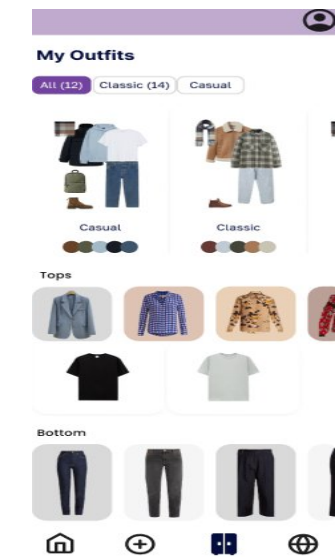 My Outfits
All (12) Classic (14) Casual
Casual Classic
Tops
Bottom